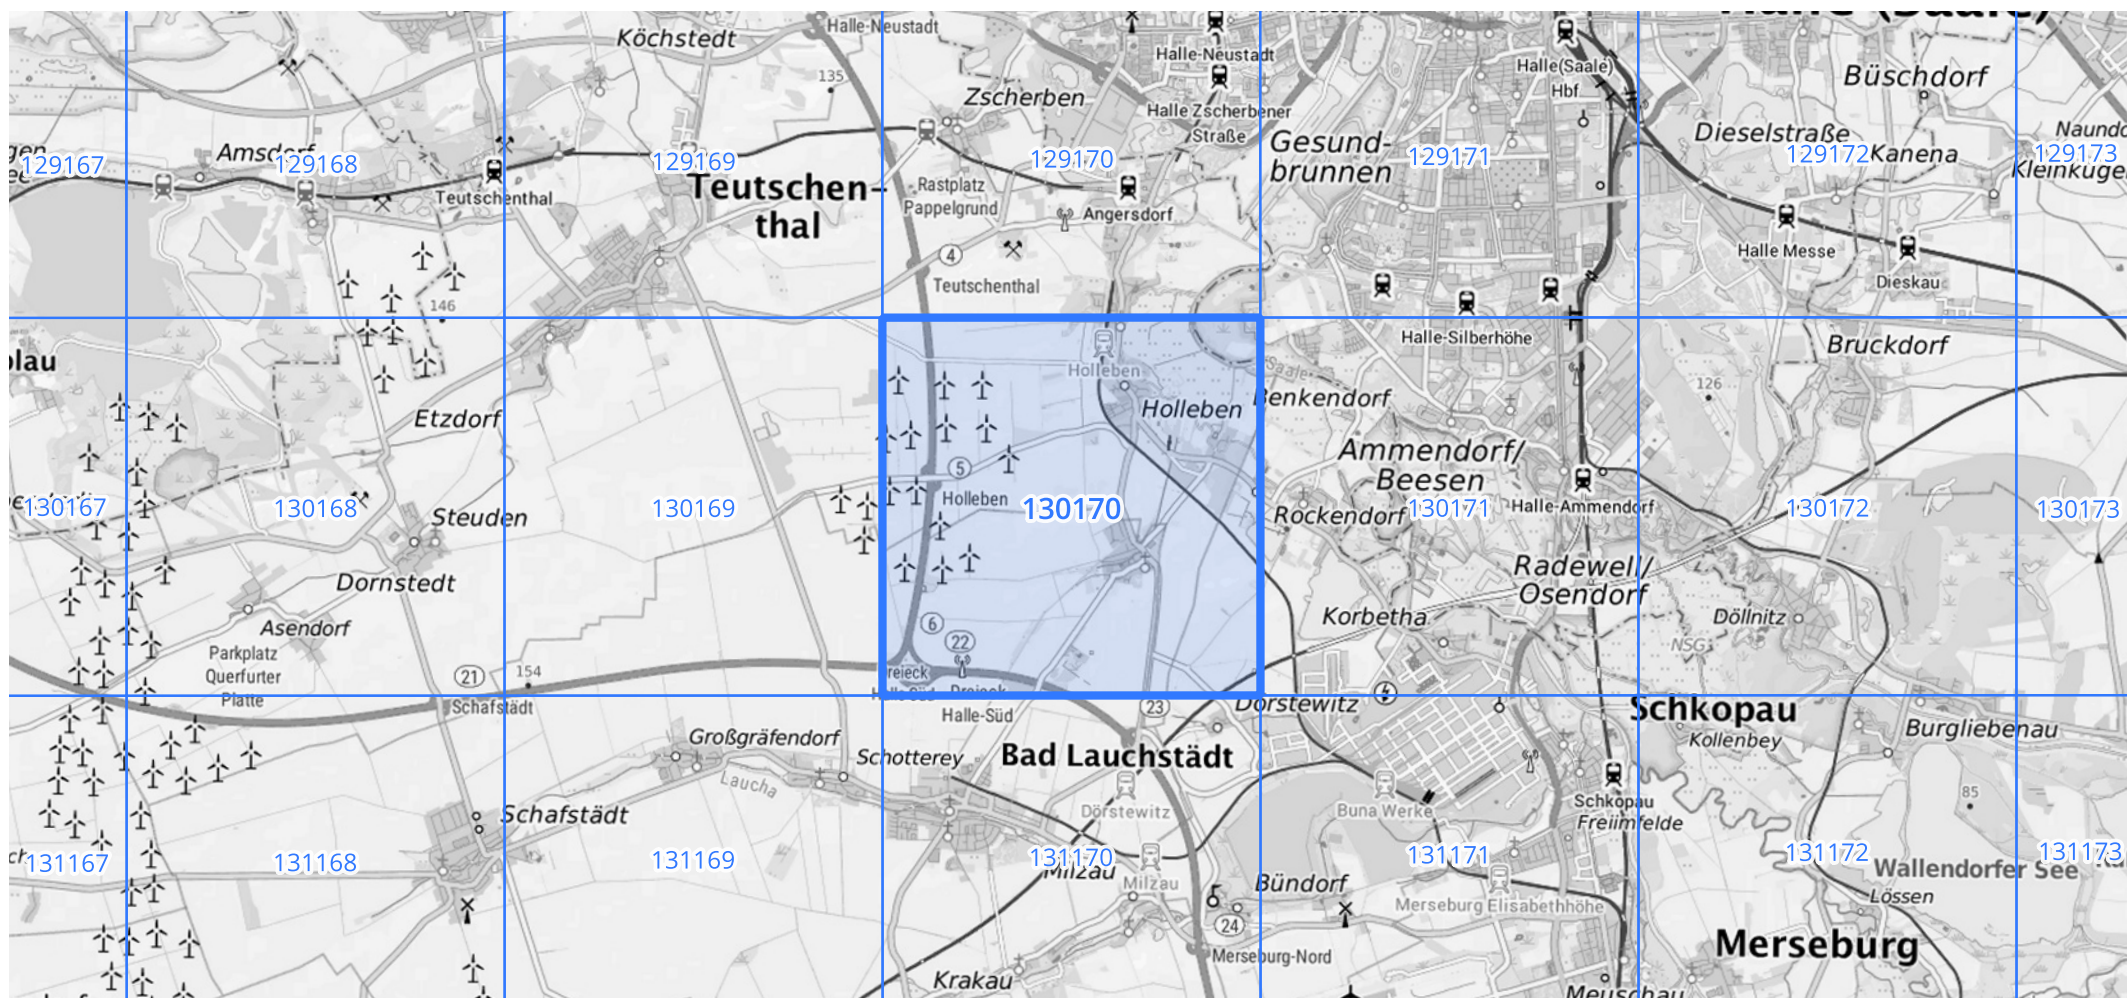 Halle (Saale)
Halle-Neustadt
Köchstedt
Halle-Neustadt
Halle(Saale)
Hbf
Büschdorf
135
Zscherben
Halle Zscherbener
Straße
Gesund-
brunnen
Dieselstraße
Kanena
Amsdorf
129167
129168
129169
129170
129171
129172
129173
Kleinkugel
Teutschenthal
Teutschen-
thal
Rastplatz
Pappelgrund
Angersdorf
Halle Messe
Dieskau
4
Teutschenthal
146
Halle-Silberhöhe
Bruckdorf
Holleben
Saale
126
Etzdorf
Holleben
Benkendorf
Ammendorf/
Beesen
5
Holleben
130167
130168
130169
130170
130171
130172
130173
Steuden
Rockendorf
Halle-Ammendorf
Dornstedt
Radewell/
Osendorf
Asendorf
Korbetha
Döllnitz
6
22
NSG
Parkplatz
Querfurter
Platte
21
154
Schafstädt
reieck
Halle-Süd
Dreieck
Halle-Süd
23
Dörstewitz
Schkopau
Kollenbey
Burgliebenau
Großgräfendorf
Schotterey
Bad Lauchstädt
Laucha
Dörstewitz
Buna Werke
Schkopau
Freiimfelde
85
Schafstädt
131167
131168
131169
131170
131171
131172
131173
Milzau
Milzau
Bündorf
Merseburg Elisabethhöhe
Wallendorfer See
Lössen
24
Merseburg-Nord
Merseburg
Krakau
Meuschau